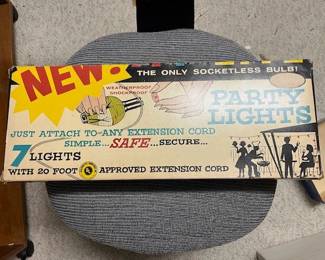 NEW!
THE ONLY SOCKETLESS BULB!
WEATHERPROOF
SHOCKPROOF
PARTY
LIGHTS
JUST ATTACH TO ANY EXTENSION CORD
SIMPLE...SAFE...SECURE...
7 LIGHTS
WITH 20 FOOT APPROVED EXTENSION CORD